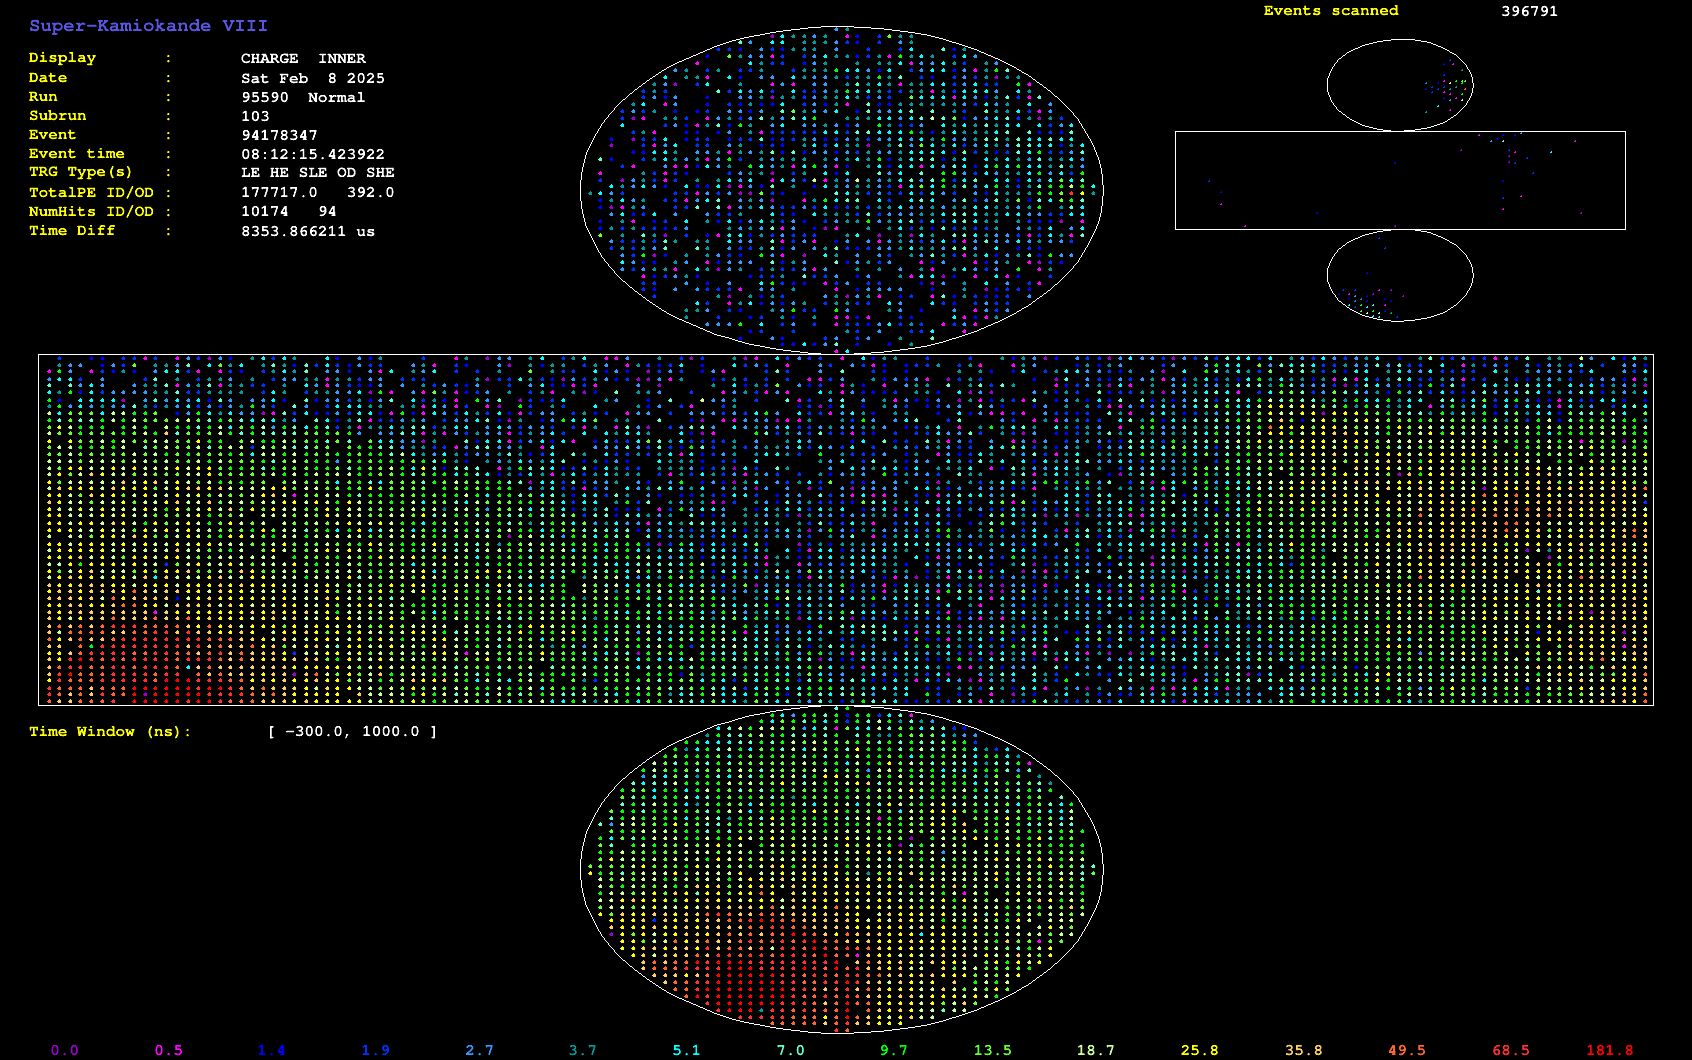 Super-Kamiokande VIII
Display : CHARGE INNER
Date : Sat Feb 8 2025
Run : 95590 Normal
Subrun : 103
Event : 94178347
Event time : 08:12:15.423922
TRG Type(s) : LE HE SLE OD SHE
TotalPE ID/OD : 177717.0 392.0
NumHits ID/OD : 10174 94
Time Diff : 8353.866211 us
Events scanned 396791
Time Window (ns): [ -300.0, 1000.0 ]
0.0 0.5 1.4 1.9 2.7 3.7 5.1 7.0 9.7 13.5 18.7 25.8 35.8 49.5 68.5 181.8